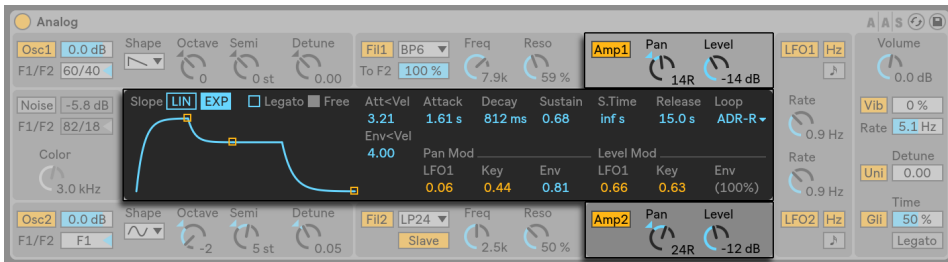 Analog AAS
Osc1 0.0 dB Shape Octave Semi Detune Fil1 BP6 Freq Reso Amp1 Pan Level LFO1 Hz Volume
F1/F2 60/40 0 0 st 0.00 To F2 100 % 7.9k 59 % 14R -14 dB 0.0 dB
Noise -5.8 dB Slope LIN EXP Legato Free Att<Vel Attack Decay Sustain S.Time Release Loop Rate Vib 0 %
F1/F2 82/18 3.21 1.61 s 812 ms 0.68 inf s 15.0 s ADR-R 0.9 Hz Rate 5.1 Hz
Env<Vel
Color 4.00 Pan Mod Level Mod Rate Detune
LFO1 Key Env LFO1 Key Env Uni 0.00
3.0 kHz 0.06 0.44 0.81 0.66 0.63 (100%) 0.9 Hz
Osc2 0.0 dB Shape Octave Semi Detune Fil2 LP24 Freq Reso Amp2 Pan Level LFO2 Hz Time
Gli 50 %
F1/F2 F1 -2 5 st 0.05 Slave 2.5k 50 % 24R -12 dB Legato